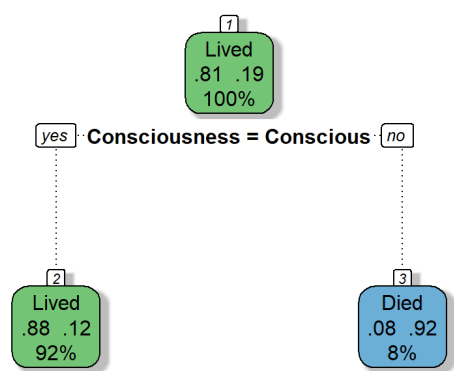 1
Lived
.81 .19
100%
yes Consciousness = Conscious no
2
Lived
.88 .12
92%
3
Died
.08 .92
8%